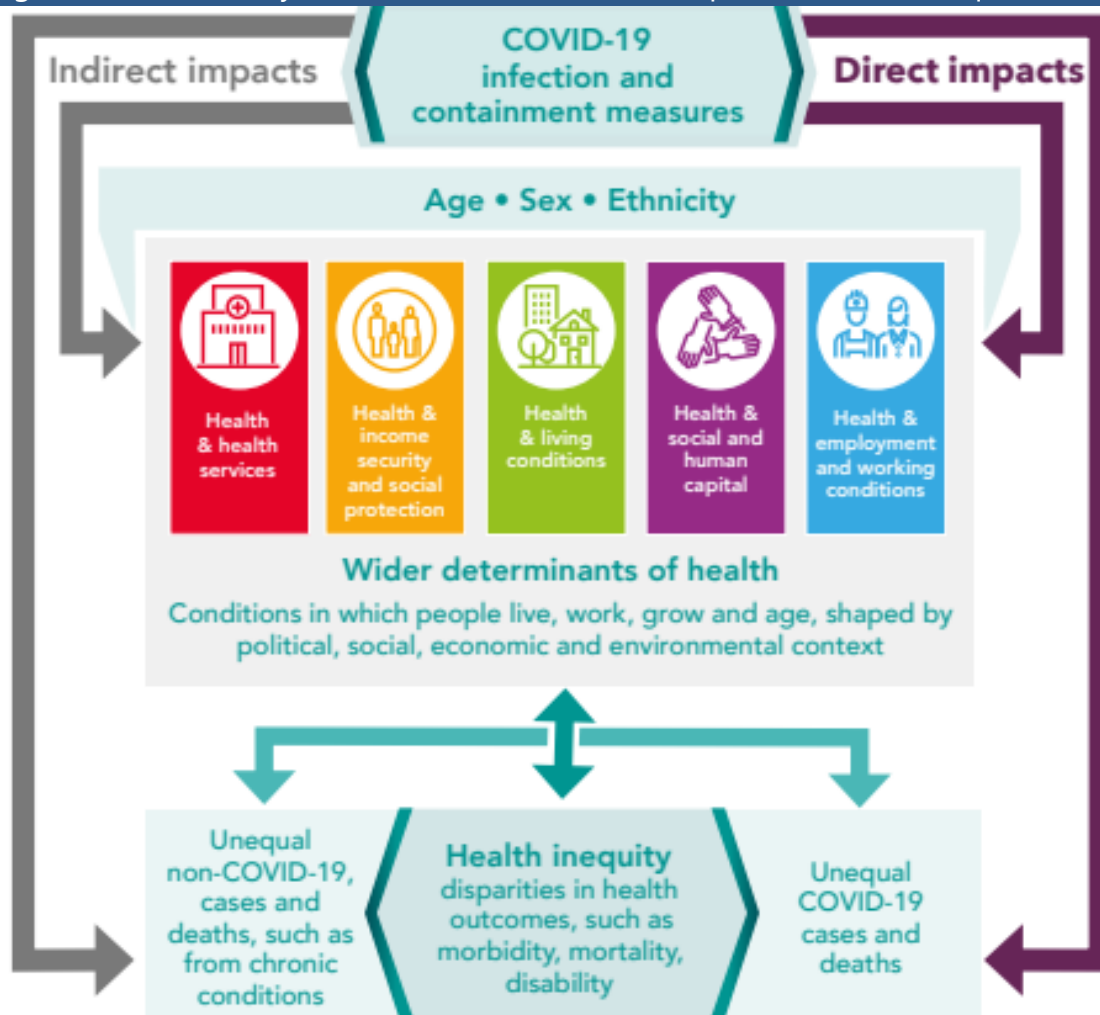 COVID-19
infection and
containment measures
Indirect impacts
Direct impacts
Age • Sex • Ethnicity
Health
& health
services
Health &
income
security
and social
protection
Health
& living
conditions
Health &
social and
human
capital
Health &
employment
and working
conditions
Wider determinants of health
Conditions in which people live, work, grow and age, shaped by
political, social, economic and environmental context
Unequal
non-COVID-19,
cases and
deaths, such as
from chronic
conditions
Health inequity
disparities in health
outcomes, such as
morbidity, mortality,
disability
Unequal
COVID-19
cases and
deaths